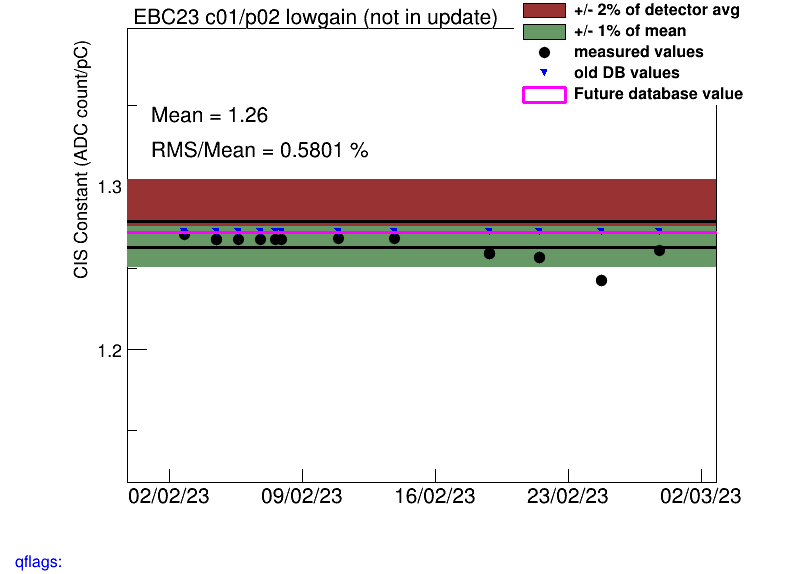 EBC23 c01/p02 lowgain (not in update)
+/- 2% of detector avg
+/- 1% of mean
measured values
old DB values
Future database value
Mean = 1.26
RMS/Mean = 0.5801 %
CIS Constant (ADC count/pC)
1.3
1.2
02/02/23 09/02/23 16/02/23 23/02/23 02/03/23
qflags: